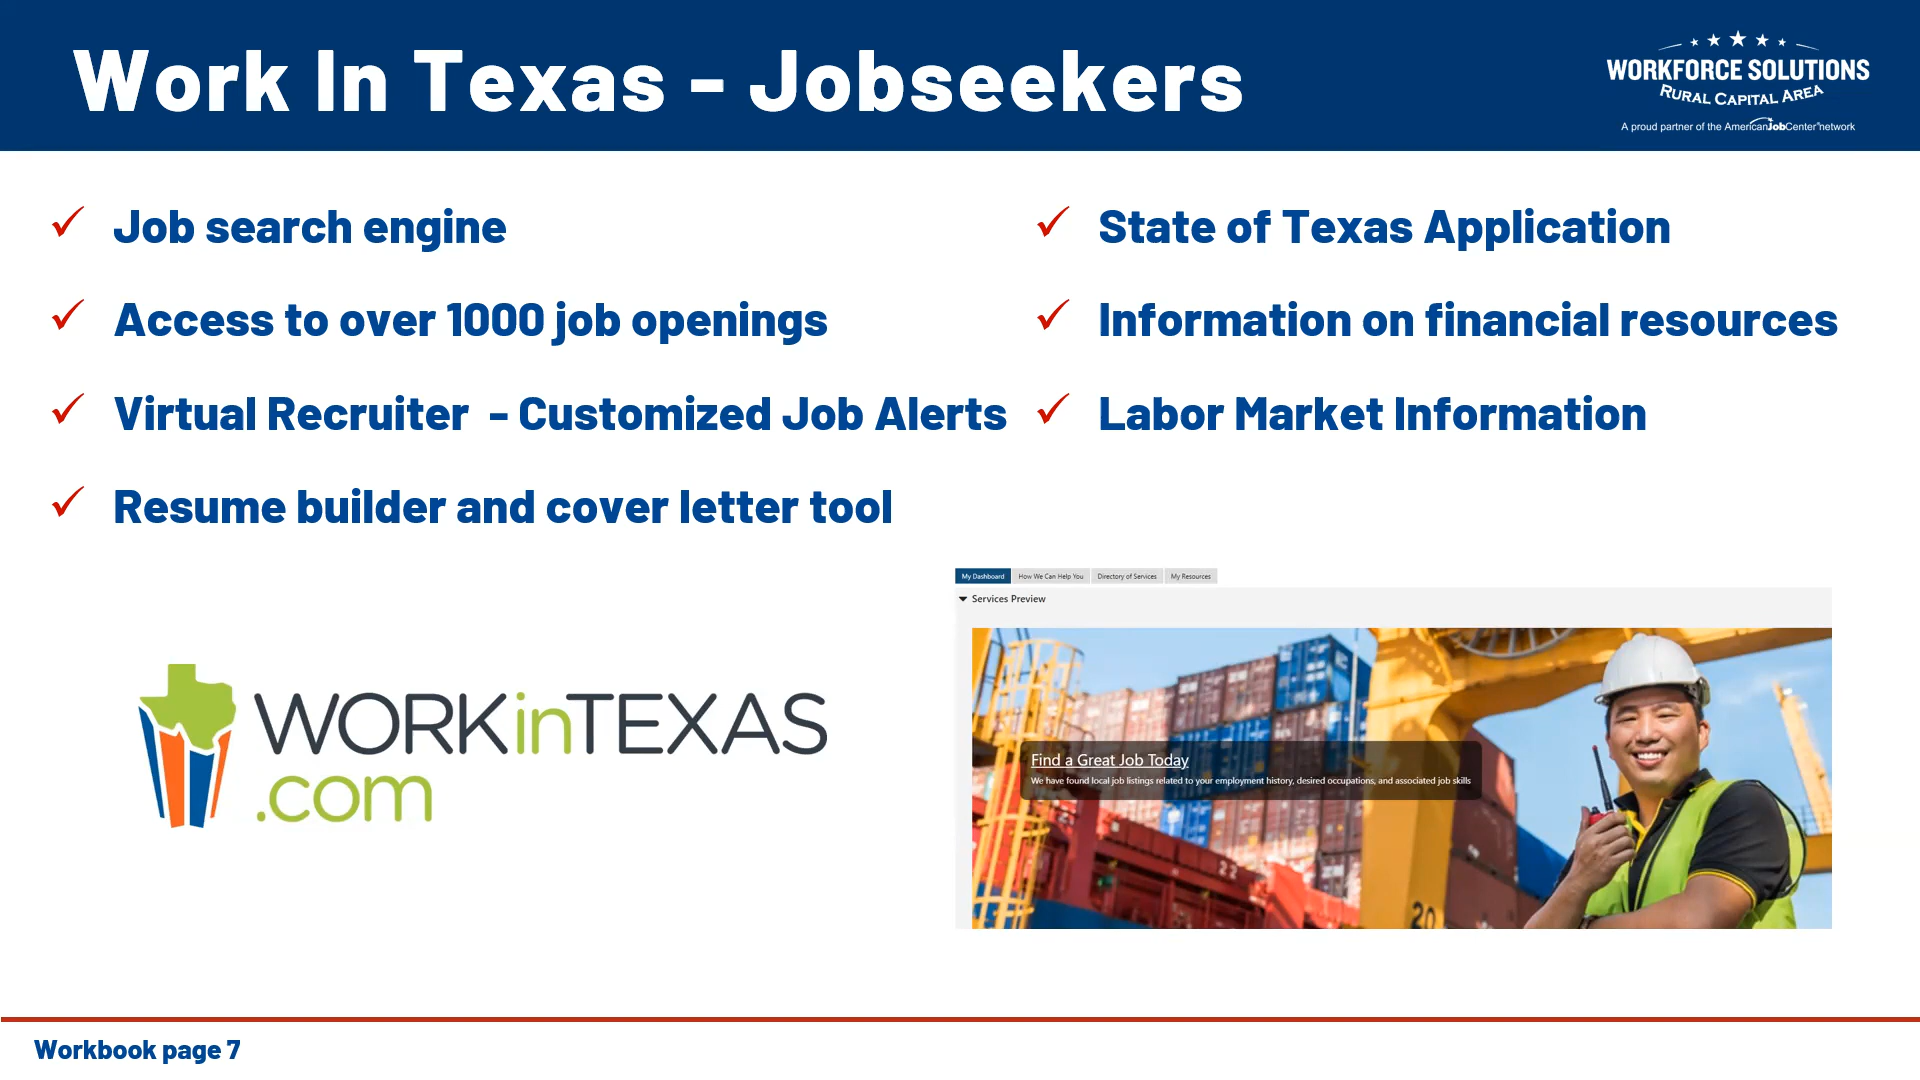 Work In Texas - Jobseekers
WORKFORCE SOLUTIONS
RURAL CAPITAL AREA
A proud partner of the AmericanJobCenter®network
Job search engine
Access to over 1000 job openings
Virtual Recruiter - Customized Job Alerts
Resume builder and cover letter tool
State of Texas Application
Information on financial resources
Labor Market Information
WORKinTEXAS
.com
My Dashboard How We Can Help You Directory of Services My Resources
Services Preview
Find a Great Job Today
We have found local job listings related to your employment history, desired occupations, and associated job skills
22
20
Workbook page 7